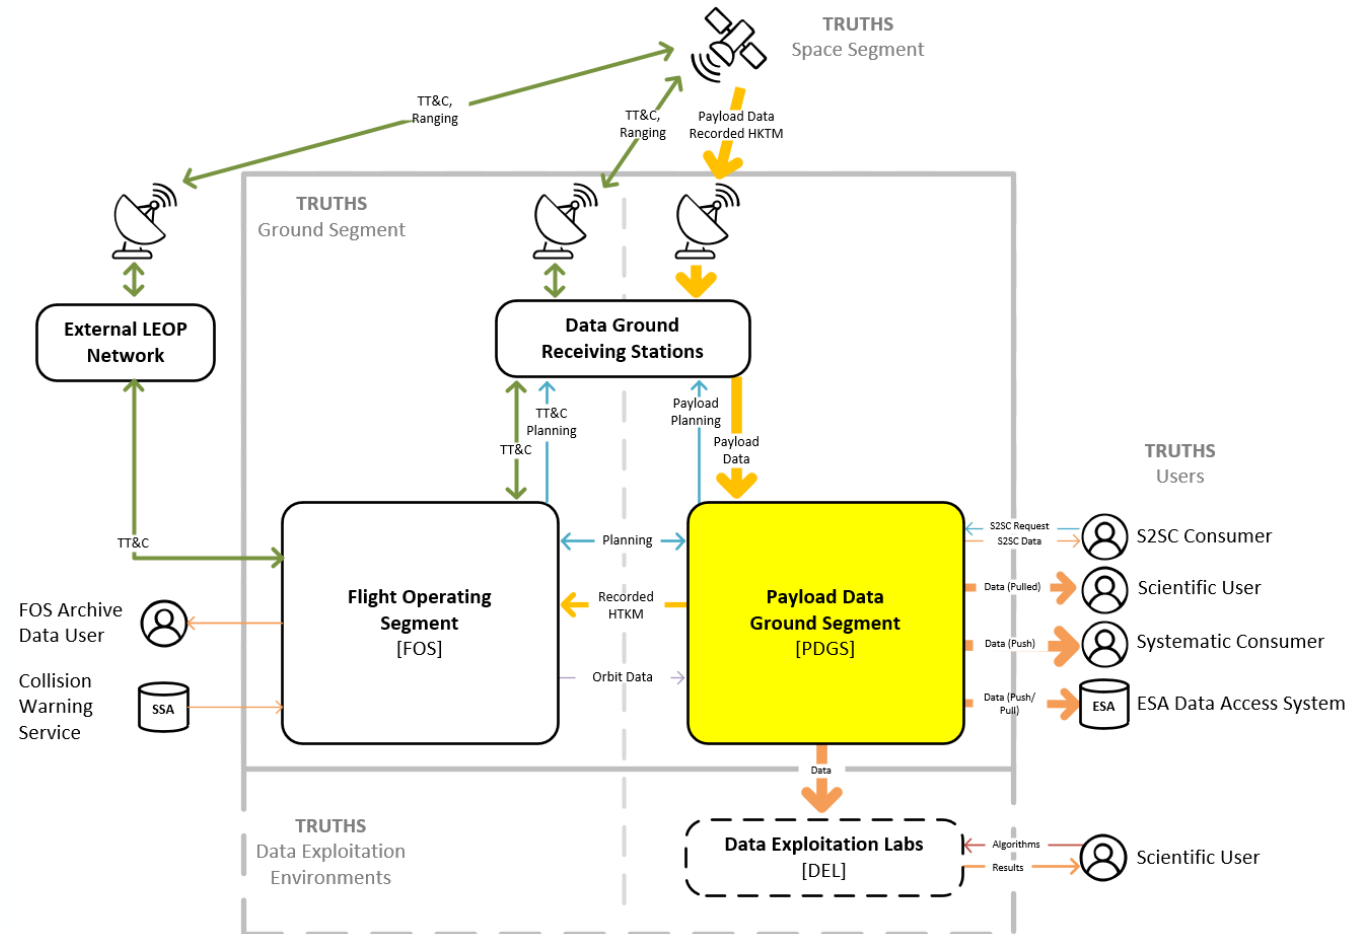 TRUTHS
Space Segment
TT&C,
Ranging
TT&C,
Ranging
Payload Data
Recorded HKTM
TRUTHS
Ground Segment
External LEOP
Network
Data Ground
Receiving Stations
TT&C
Planning
TT&C
Payload
Planning
Payload
Data
TRUTHS
Users
TT&C
Flight Operating
Segment
[FOS]
Planning
Recorded
HTKM
Orbit Data
Payload Data
Ground Segment
[PDGS]
S2SC Request
S2SC Data
S2SC Consumer
Data (Pulled)
Scientific User
Data (Push)
Systematic Consumer
Data (Push/
Pull)
ESA
ESA Data Access System
FOS Archive
Data User
Collision
Warning
Service
SSA
Data
TRUTHS
Data Exploitation
Environments
Data Exploitation Labs
[DEL]
Algorithms
Results
Scientific User